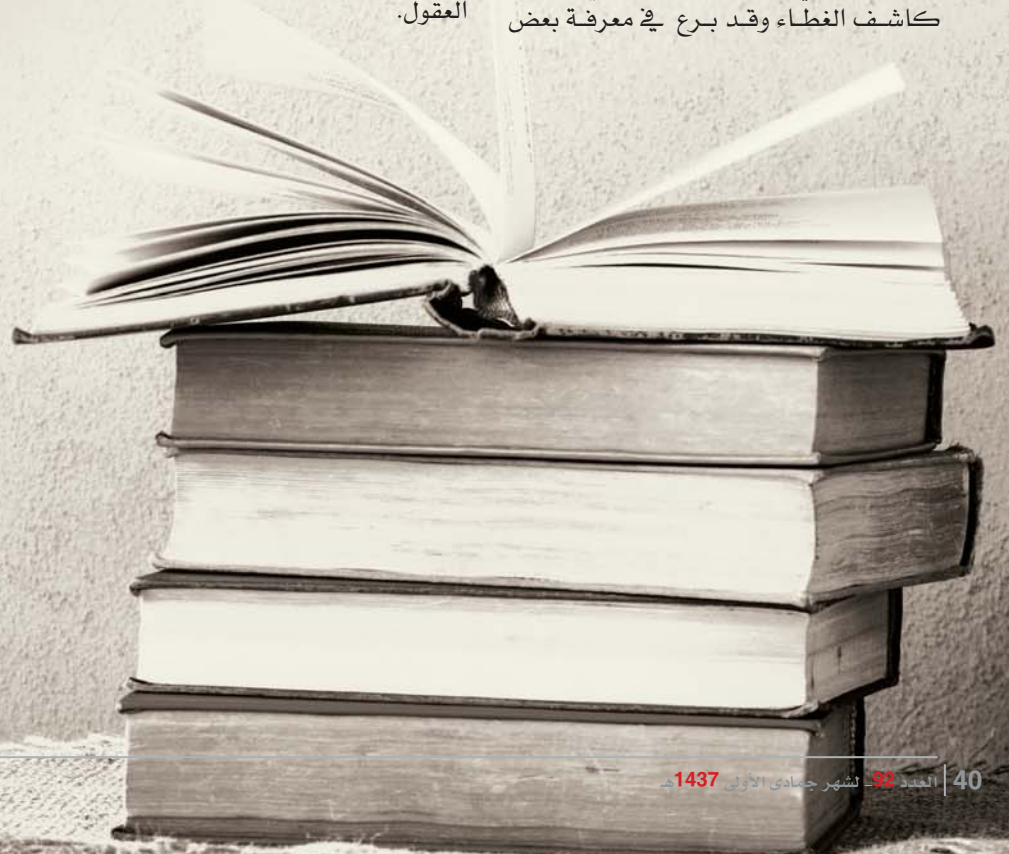 كاشف الغطاء وقد برع في معرفة بعض
العقول.
40 | العدد 92 - لشهر جمادى الأولى 1437هـ